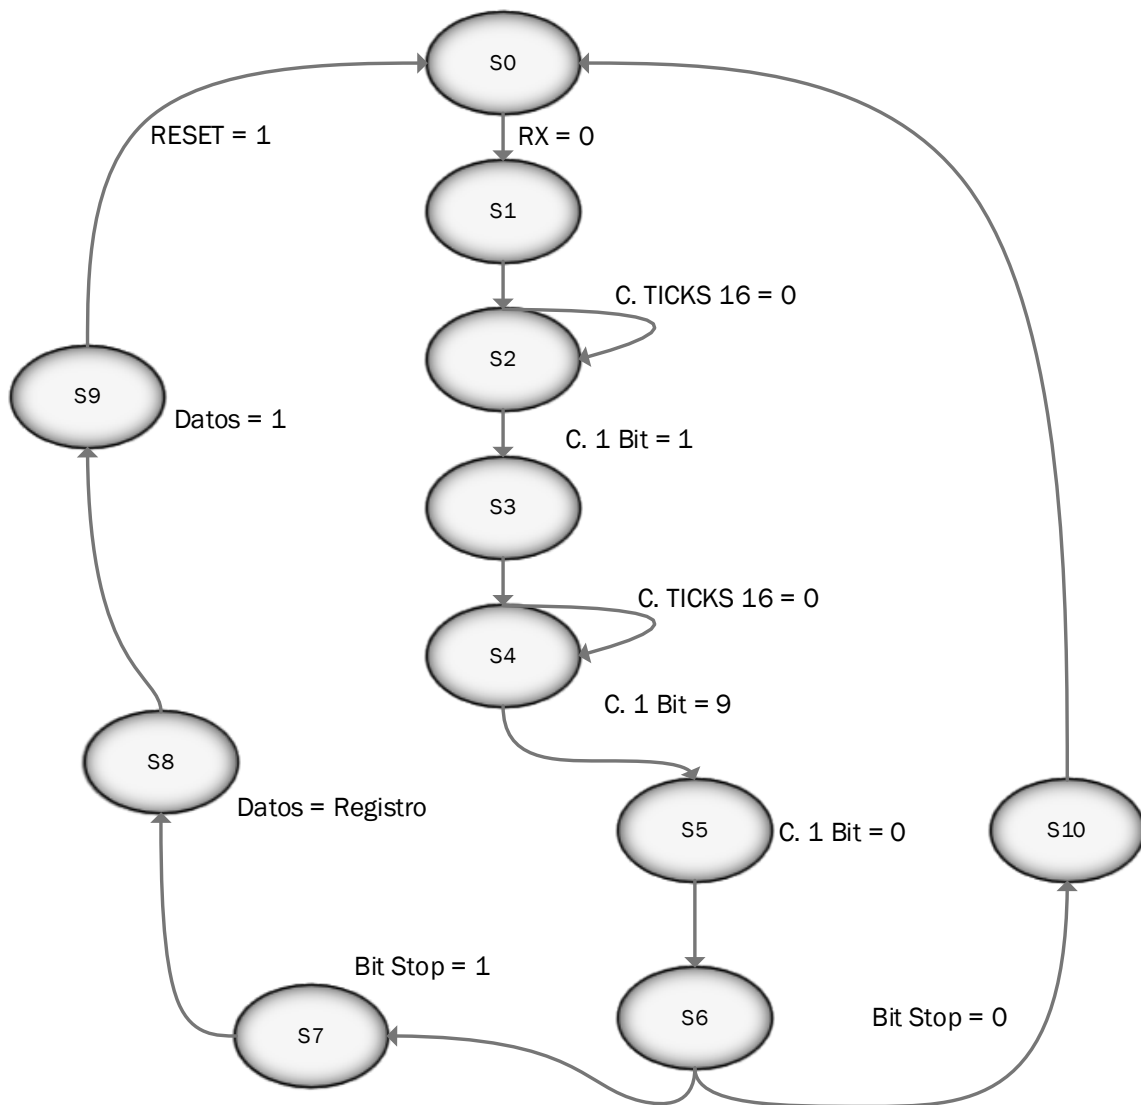 S0
RESET = 1
RX = 0
S1
C. TICKS 16 = 0
S2
S9
Datos = 1
C. 1 Bit = 1
S3
C. TICKS 16 = 0
S4
C. 1 Bit = 9
S8
Datos = Registro
S5
C. 1 Bit = 0
S10
Bit Stop = 1
S6
Bit Stop = 0
S7